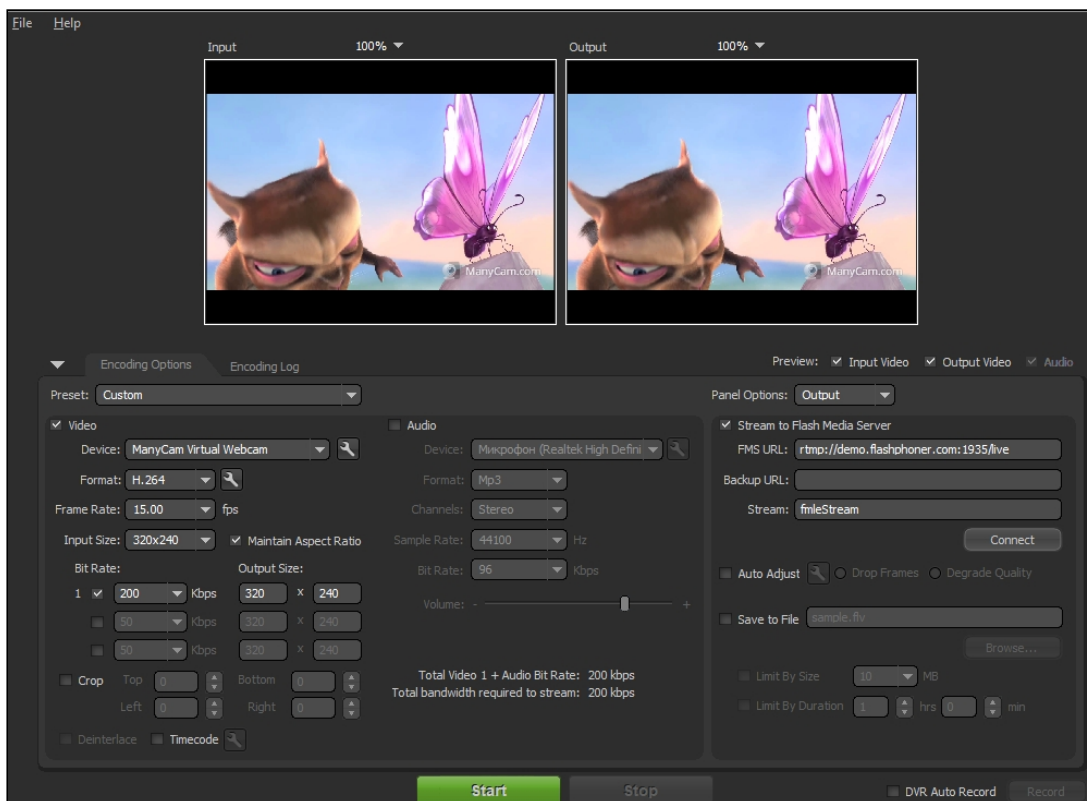 File Help
Input 100% Output 100%
ManyCam.com ManyCam.com
Encoding Options Encoding Log Preview: Input Video Output Video Audio
Preset: Custom Panel Options: Output
Video Audio Stream to Flash Media Server
Device: ManyCam Virtual Webcam Device: Микрофон (Realtek High Defini FMS URL: rtmp://demo.flashphoner.com:1935/live
Format: H.264 Format: Mp3 Backup URL:
Frame Rate: 15.00 fps Channels: Stereo Stream: fmleStream
Input Size: 320x240 Maintain Aspect Ratio Sample Rate: 44100 Hz Connect
Bit Rate: Output Size: Bit Rate: 96 Kbps Auto Adjust Drop Frames Degrade Quality
1 200 Kbps 320 x 240 Volume: - +
50 Kbps 320 x 240 Save to File sample.flv
50 Kbps 320 x 240 Browse...
Crop Top 0 Bottom 0 Total Video 1 + Audio Bit Rate: 200 kbps Limit By Size 10 MB
Left 0 Right 0 Total bandwidth required to stream: 200 kbps Limit By Duration 1 hrs 0 min
Deinterlace Timecode
Start Stop DVR Auto Record Record